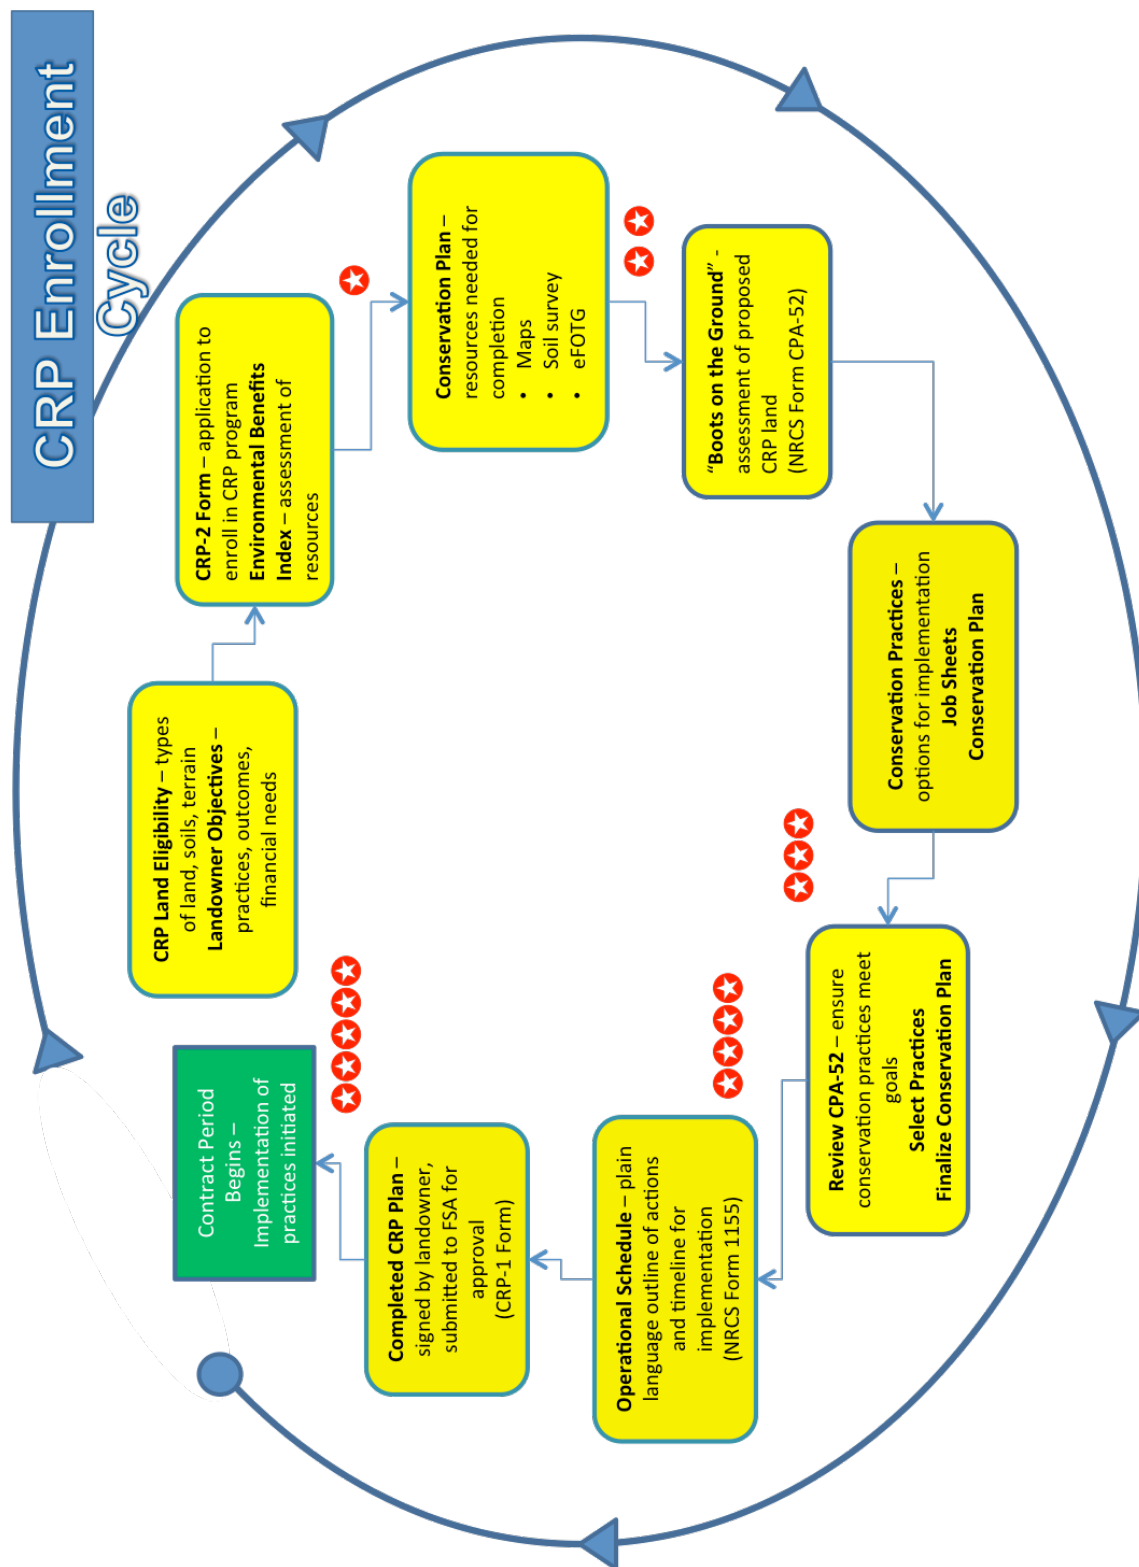 CRP Enrollment
Cycle
CRP Land Eligibility – types
of land, soils, terrain
Landowner Objectives –
practices, outcomes,
financial needs
CRP-2 Form – application to
enroll in CRP program
Environmental Benefits
Index – assessment of
resources
Conservation Plan –
resources needed for
completion
• Maps
• Soil survey
• eFOTG
“Boots on the Ground” -
assessment of proposed
CRP land
(NRCS Form CPA-52)
Conservation Practices –
options for implementation
Job Sheets
Conservation Plan
Review CPA-52 – ensure
conservation practices meet
goals
Select Practices
Finalize Conservation Plan
Operational Schedule – plain
language outline of actions
and timeline for
implementation
(NRCS Form 1155)
Completed CRP Plan –
signed by landowner,
submitted to FSA for
approval
(CRP-1 Form)
Contract Period
Begins –
Implementation of
practices initiated